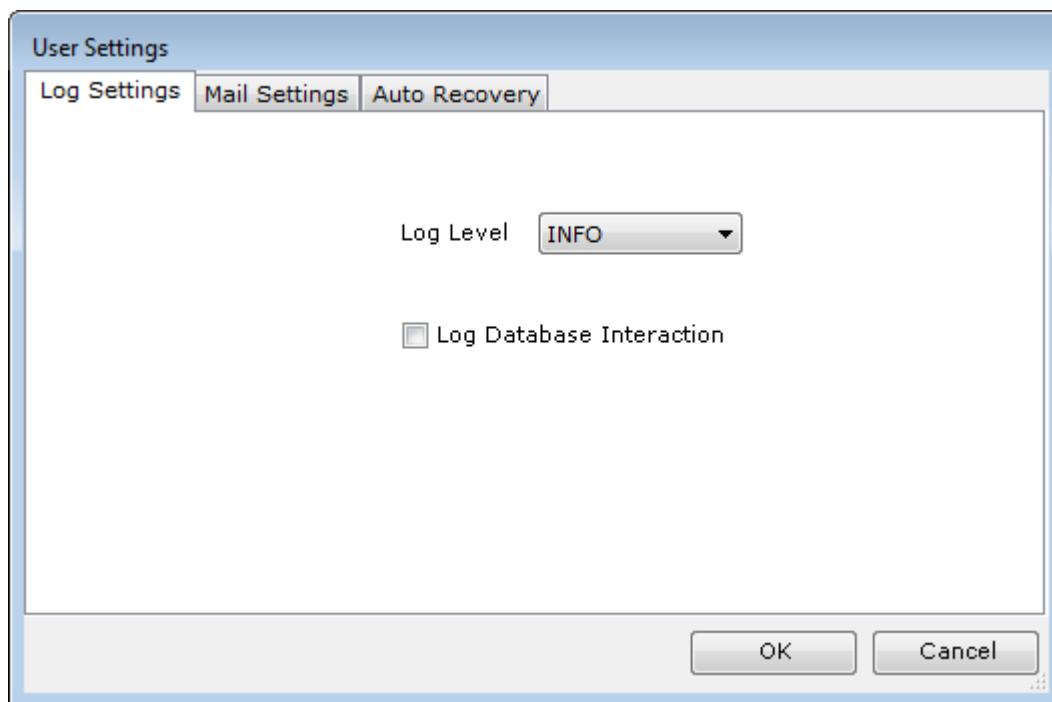 User Settings
Log Settings Mail Settings Auto Recovery
Log Level INFO
Log Database Interaction
OK Cancel